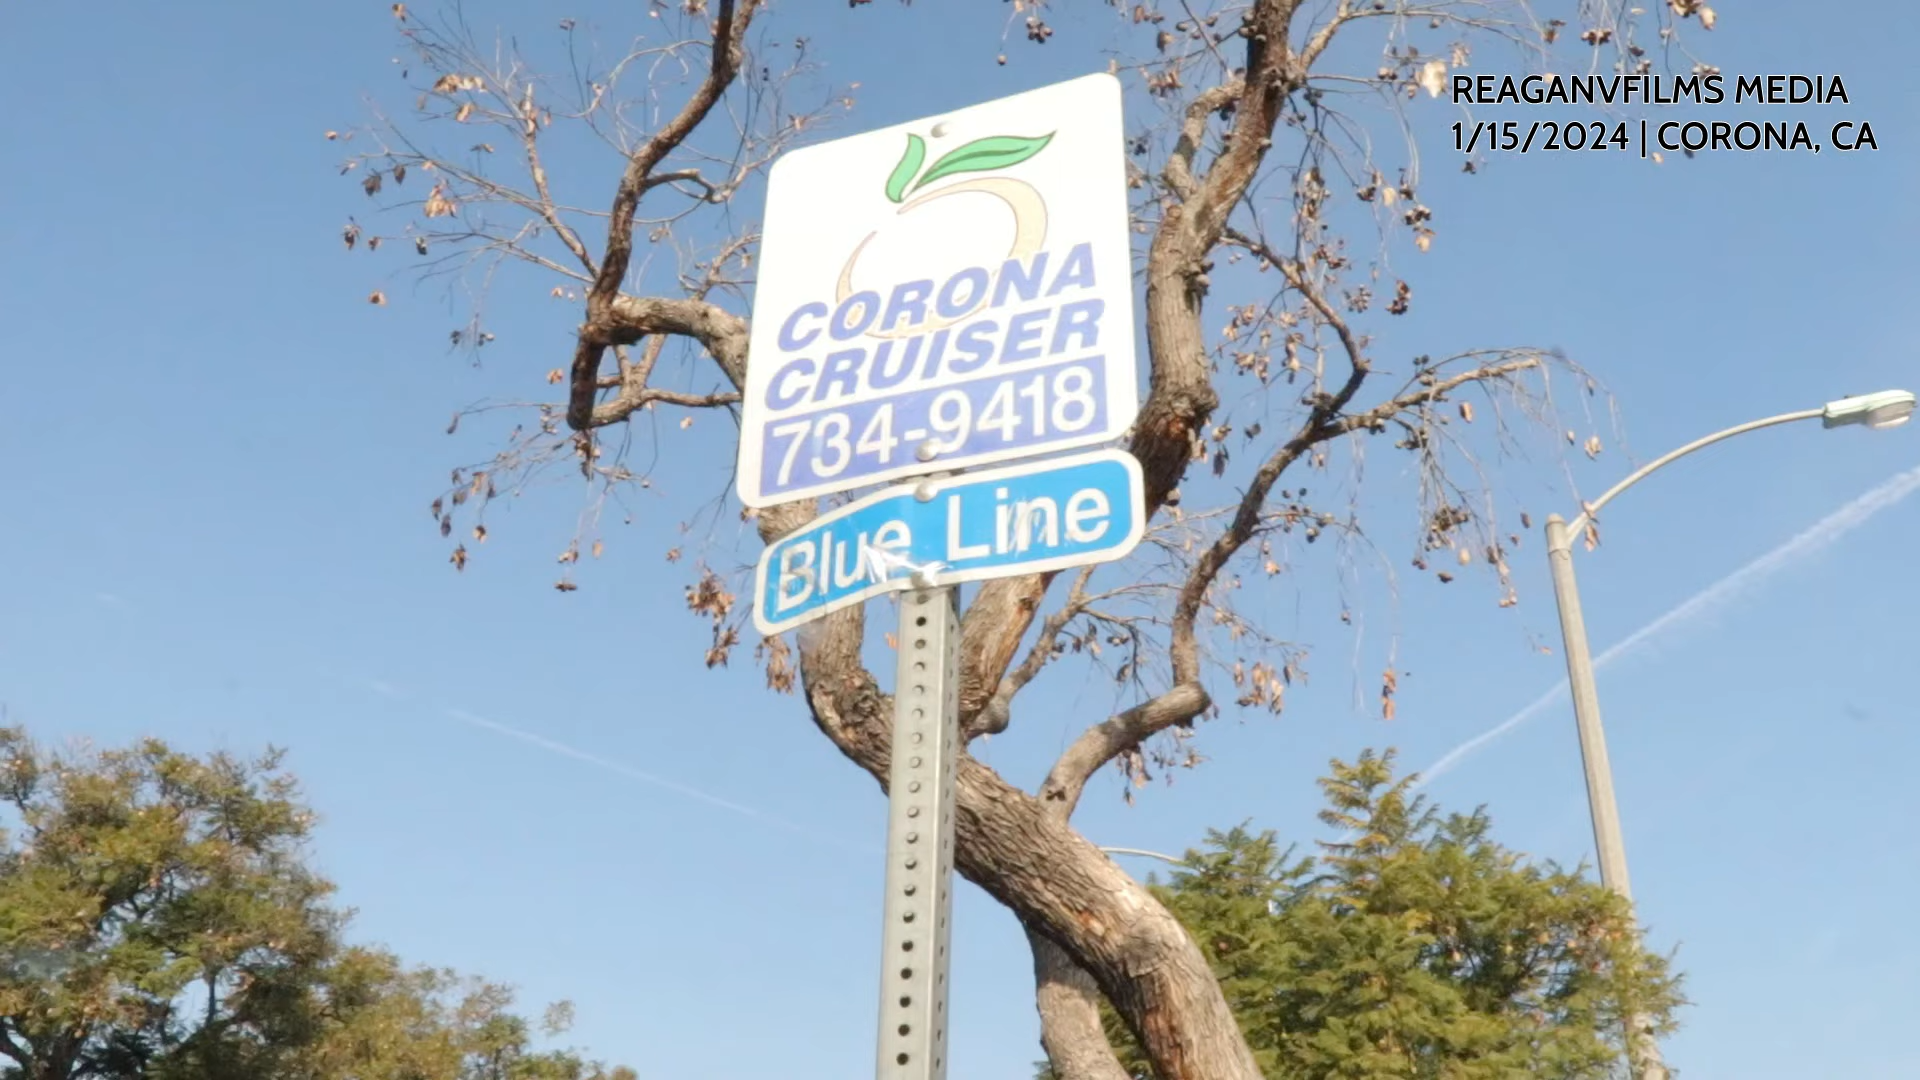 REAGANVFILMS MEDIA
1/15/2024 | CORONA, CA
CORONA
CRUISER
734-9418
Blue Line